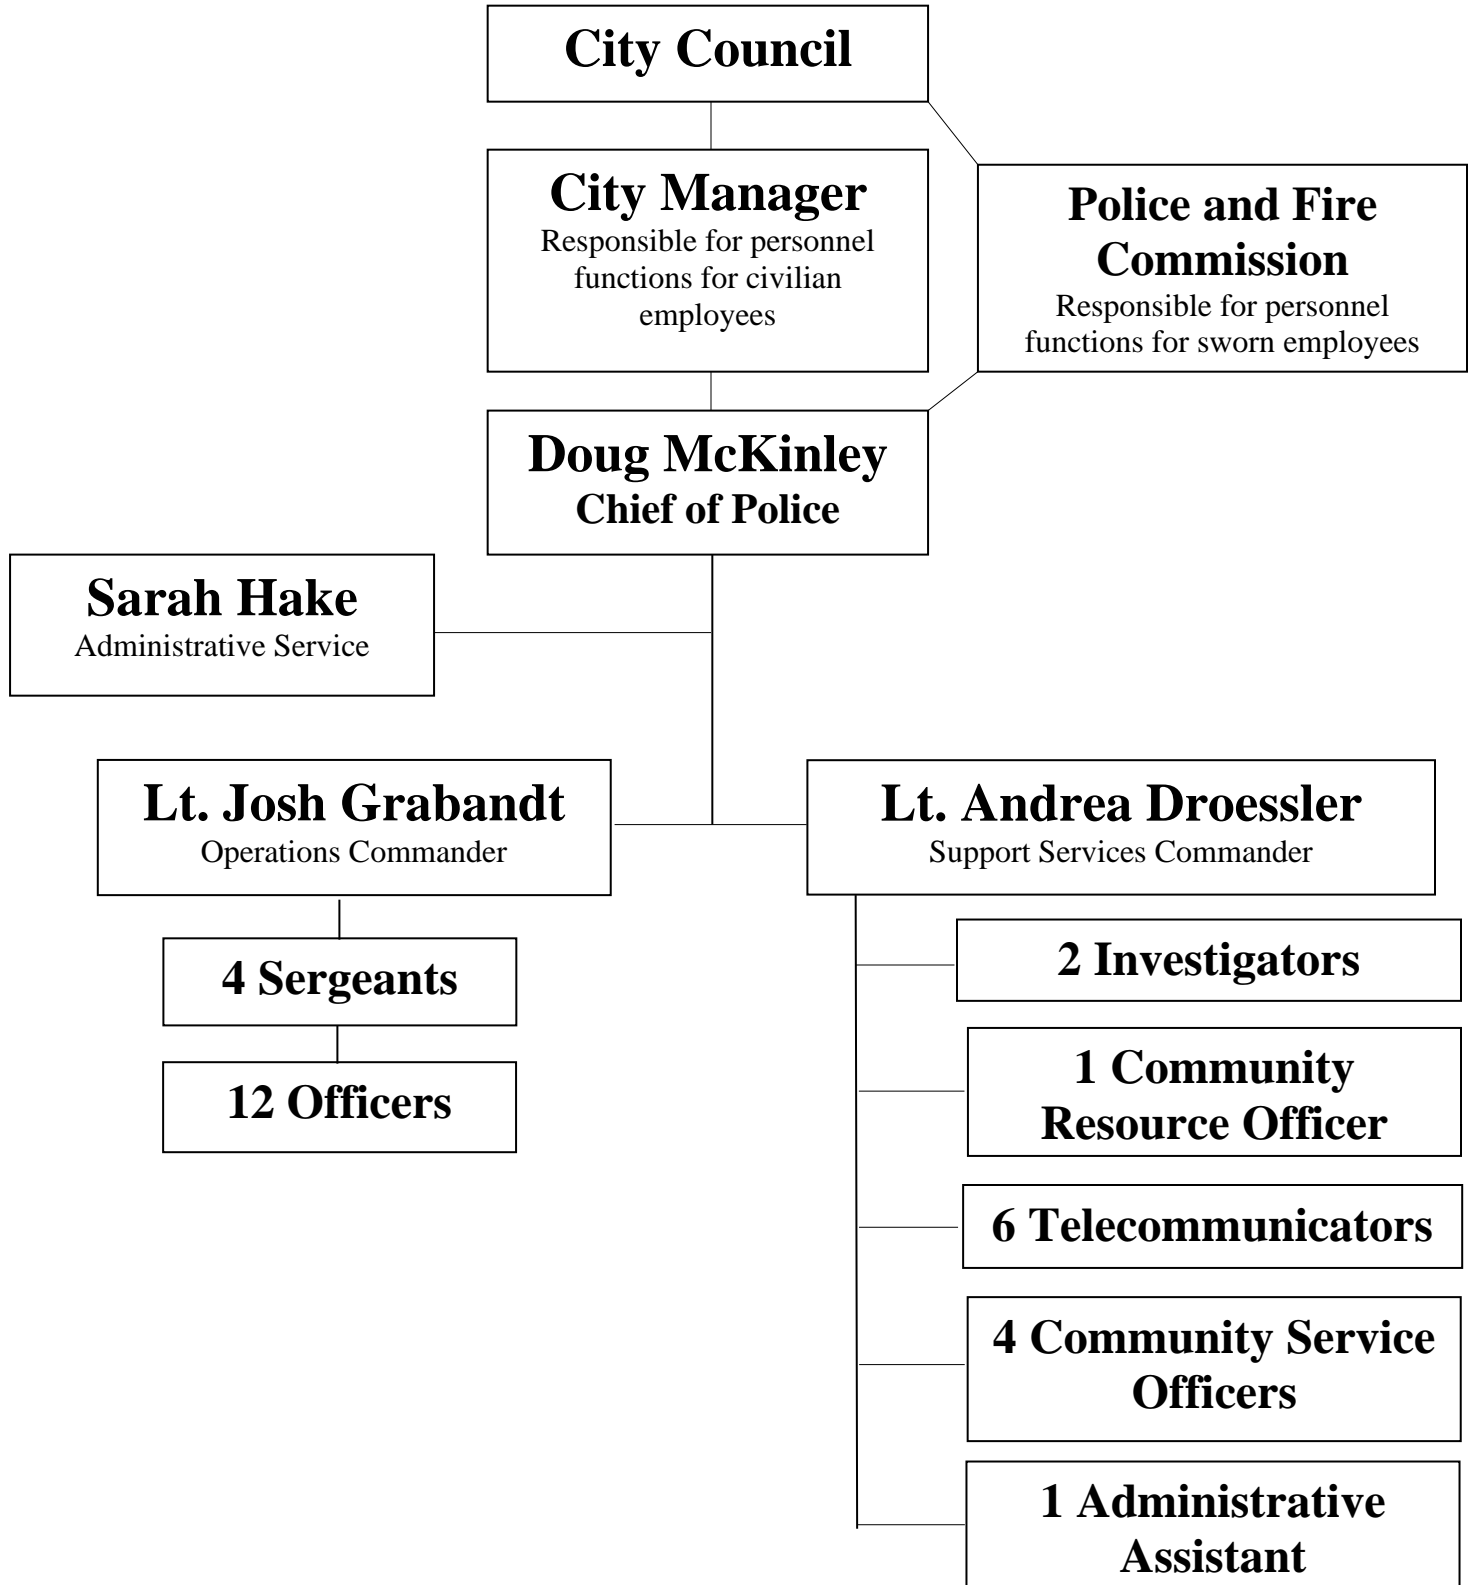 City Council
City Manager
Responsible for personnel
functions for civilian
employees
Police and Fire
Commission
Responsible for personnel
functions for sworn employees
Doug McKinley
Chief of Police
Sarah Hake
Administrative Service
Lt. Josh Grabandt
Operations Commander
4 Sergeants
12 Officers
Lt. Andrea Droessler
Support Services Commander
2 Investigators
1 Community
Resource Officer
6 Telecommunicators
4 Community Service
Officers
1 Administrative
Assistant